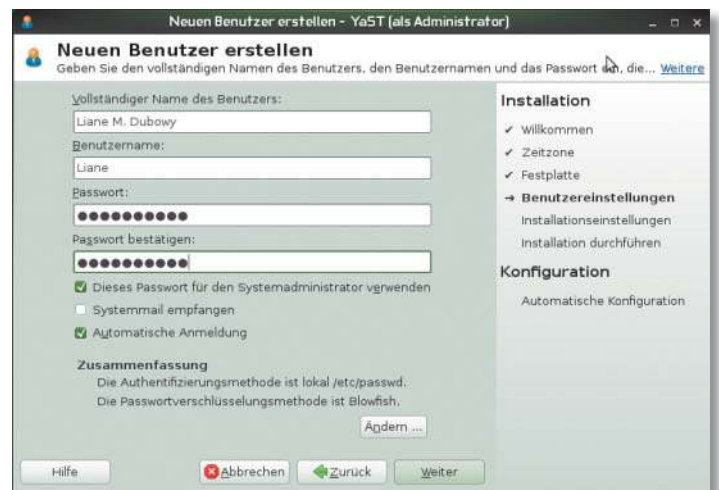 Neuen Benutzer erstellen – YaST (als Administrator)
Neuen Benutzer erstellen
Geben Sie den vollständigen Namen des Benutzers, den Benutzernamen und das Passwort ein, die... Weitere
Vollständiger Name des Benutzers:
Liane M. Dubowy
Benutzername:
Liane
Passwort:
●●●●●●●●●●
Passwort bestätigen:
●●●●●●●●●●
Dieses Passwort für den Systemadministrator verwenden
Systemmail empfangen
Automatische Anmeldung
Zusammenfassung
Die Authentifizierungsmethode ist lokal /etc/passwd.
Die Passwortverschlüsselungsmethode ist Blowfish.
Ändern ...
Hilfe
Abbrechen
Zurück
Weiter
Installation
✔ Willkommen
✔ Zeitzone
✔ Festplatte
→ Benutzereinstellungen
Installationseinstellungen
Installation durchführen
Konfiguration
Automatische Konfiguration